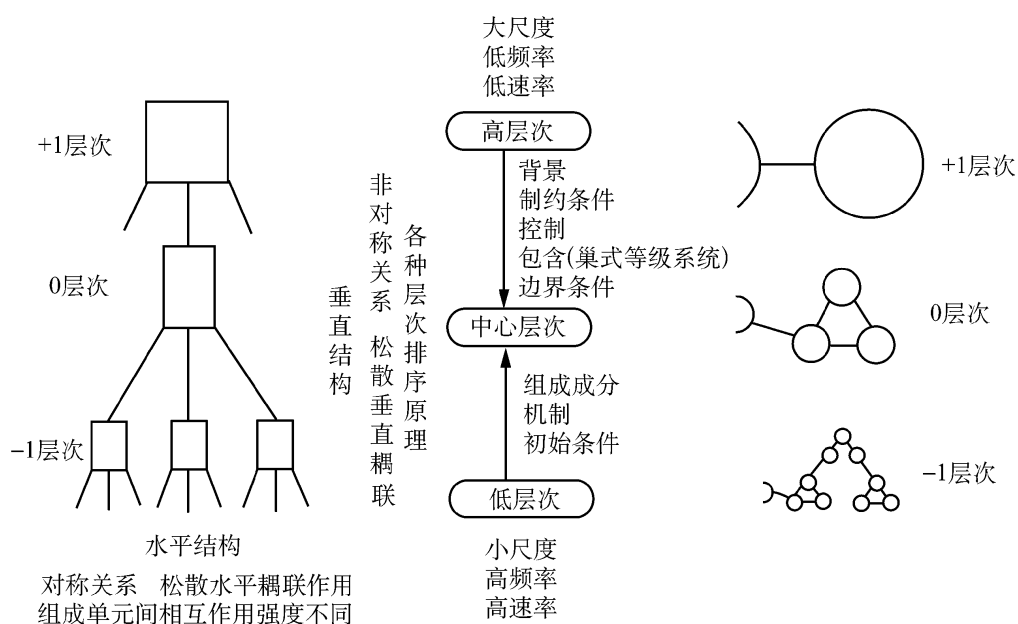 大尺度
低频率
低速率
+1层次
高层次
背景
制约条件
控制
包含(巢式等级系统)
边界条件
+1层次
0层次
垂直结构
非对称关系 松散垂直耦联
各种层次排序原理
中心层次
0层次
组成成分
机制
初始条件
-1层次
低层次
-1层次
水平结构
对称关系 松散水平耦联作用
组成单元间相互作用强度不同
小尺度
高频率
高速率